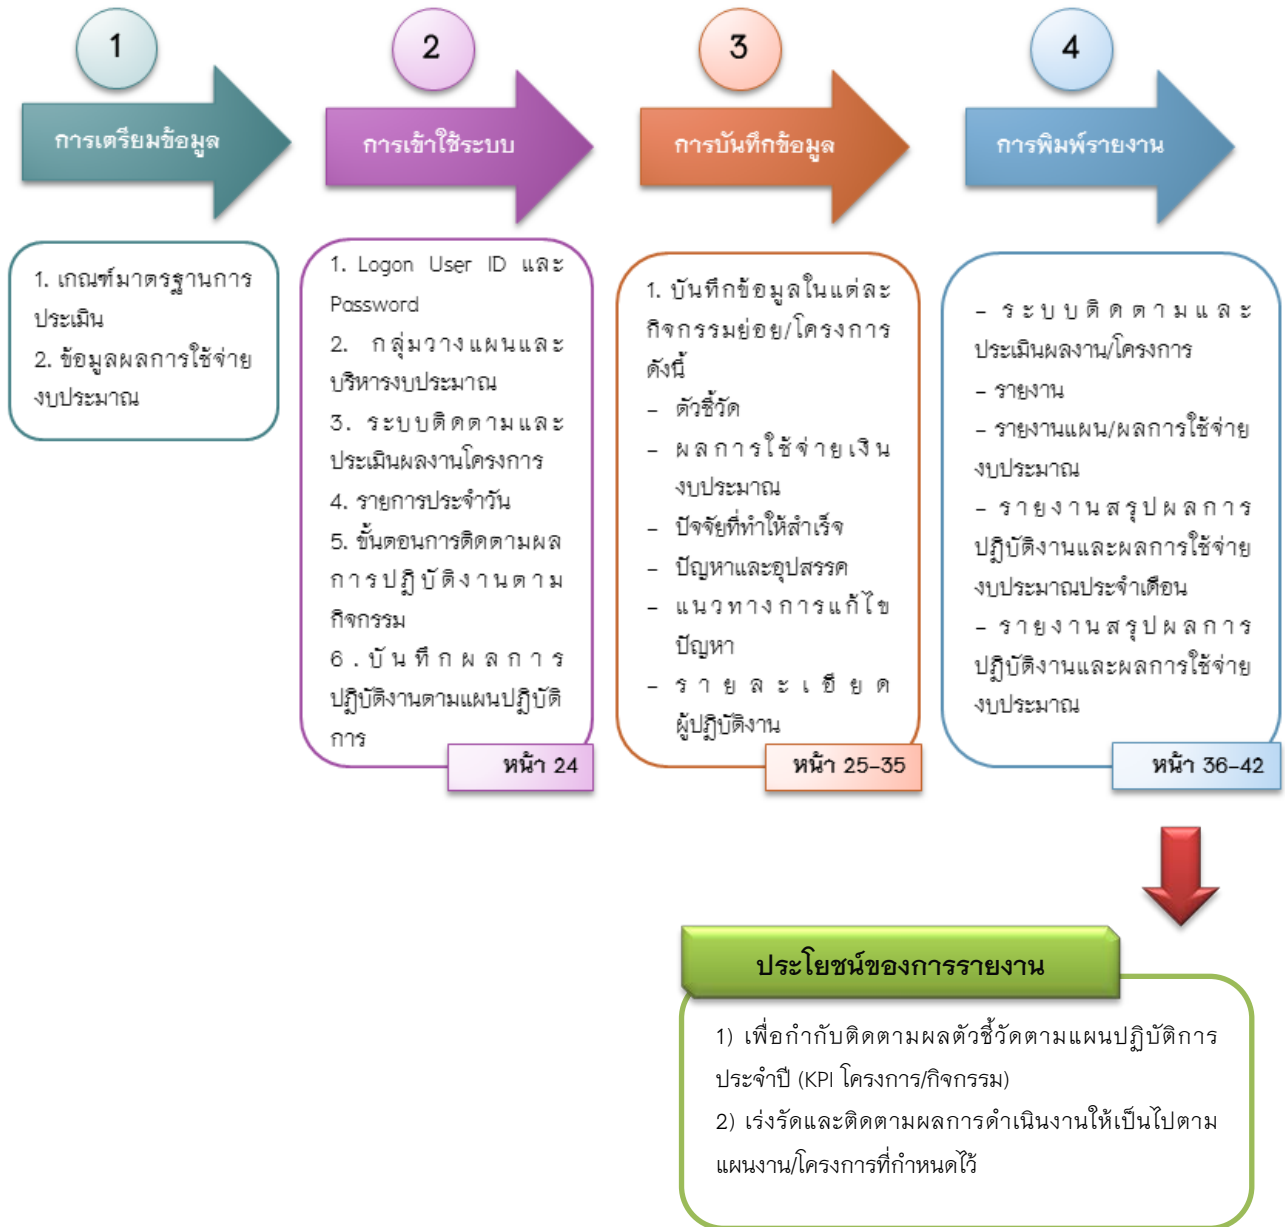 1
การเตรียมข้อมูล
1. เกณฑ์มาตรฐานการ
ประเมิน
2. ข้อมูลผลการใช้จ่าย
งบประมาณ
2
การเข้าใช้ระบบ
1. Logon User ID และ
Password
2. กลุ่มวางแผนและ
บริหารงบประมาณ
3. ระบบติดตามและ
ประเมินผลงานโครงการ
4. รายการประจำวัน
5. ขั้นตอนการติดตามผล
การปฏิบัติงานตาม
กิจกรรม
6. บันทึกผลการ
ปฏิบัติงานตามแผนปฏิบัติ
การ
หน้า 24
3
การบันทึกข้อมูล
1. บันทึกข้อมูลในแต่ละ
กิจกรรมย่อย/โครงการ
ดังนี้
- ตัวชี้วัด
- ผลการใช้จ่ายเงิน
งบประมาณ
- ปัจจัยที่ทำให้สำเร็จ
- ปัญหาและอุปสรรค
- แนวทางการแก้ไข
ปัญหา
- รายละเอียด
ผู้ปฏิบัติงาน
หน้า 25-35
4
การพิมพ์รายงาน
- ระบบติดตามและ
ประเมินผลงาน/โครงการ
- รายงาน
- รายงานแผน/ผลการใช้จ่าย
งบประมาณ
- รายงานสรุปผลการ
ปฏิบัติงานและผลการใช้จ่าย
งบประมาณประจำเดือน
- รายงานสรุปผลการ
ปฏิบัติงานและผลการใช้จ่าย
งบประมาณ
หน้า 36-42
ประโยชน์ของการรายงาน
1) เพื่อกำกับติดตามผลตัวชี้วัดตามแผนปฏิบัติการ
ประจำปี (KPI โครงการ/กิจกรรม)
2) เร่งรัดและติดตามผลการดำเนินงานให้เป็นไปตาม
แผนงาน/โครงการที่กำหนดไว้